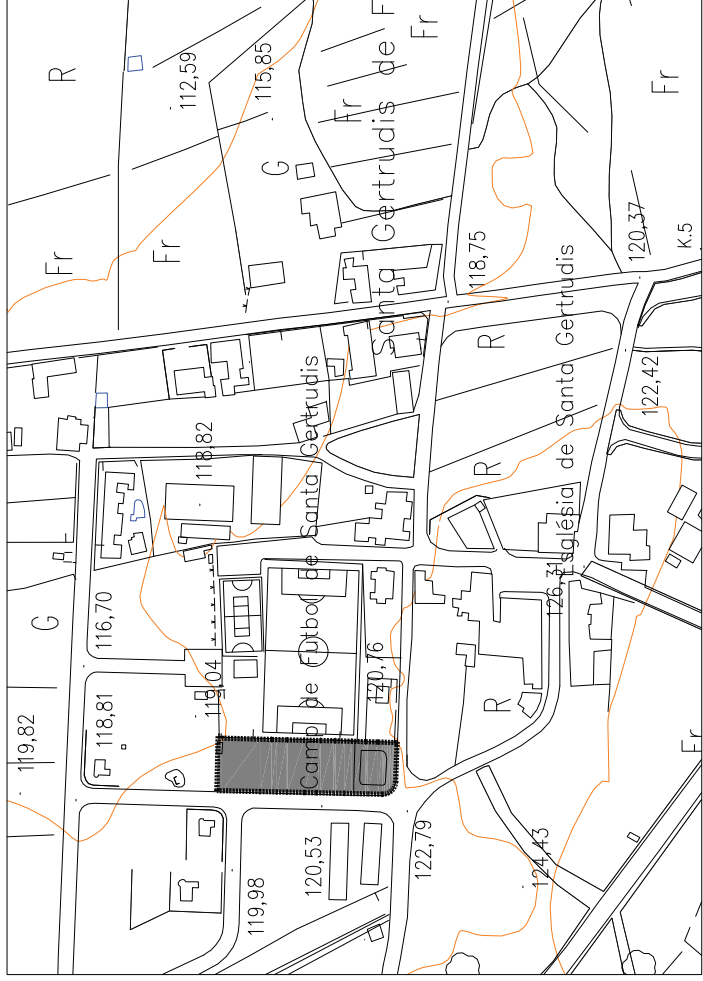 R
112,59
115,85
Fr
Fr
Fr
G
Fr
Fr
Santa Gertrudis de F
118,75
120,37
K.5
R
Camp de Futbol de Santa Gertrudis
Església de Santa Gertrudis
122,42
118,82
R
G
116,70
126,31
119,82
118,81
119,04
120,76
R
Fr
119,98
120,53
122,79
124,43